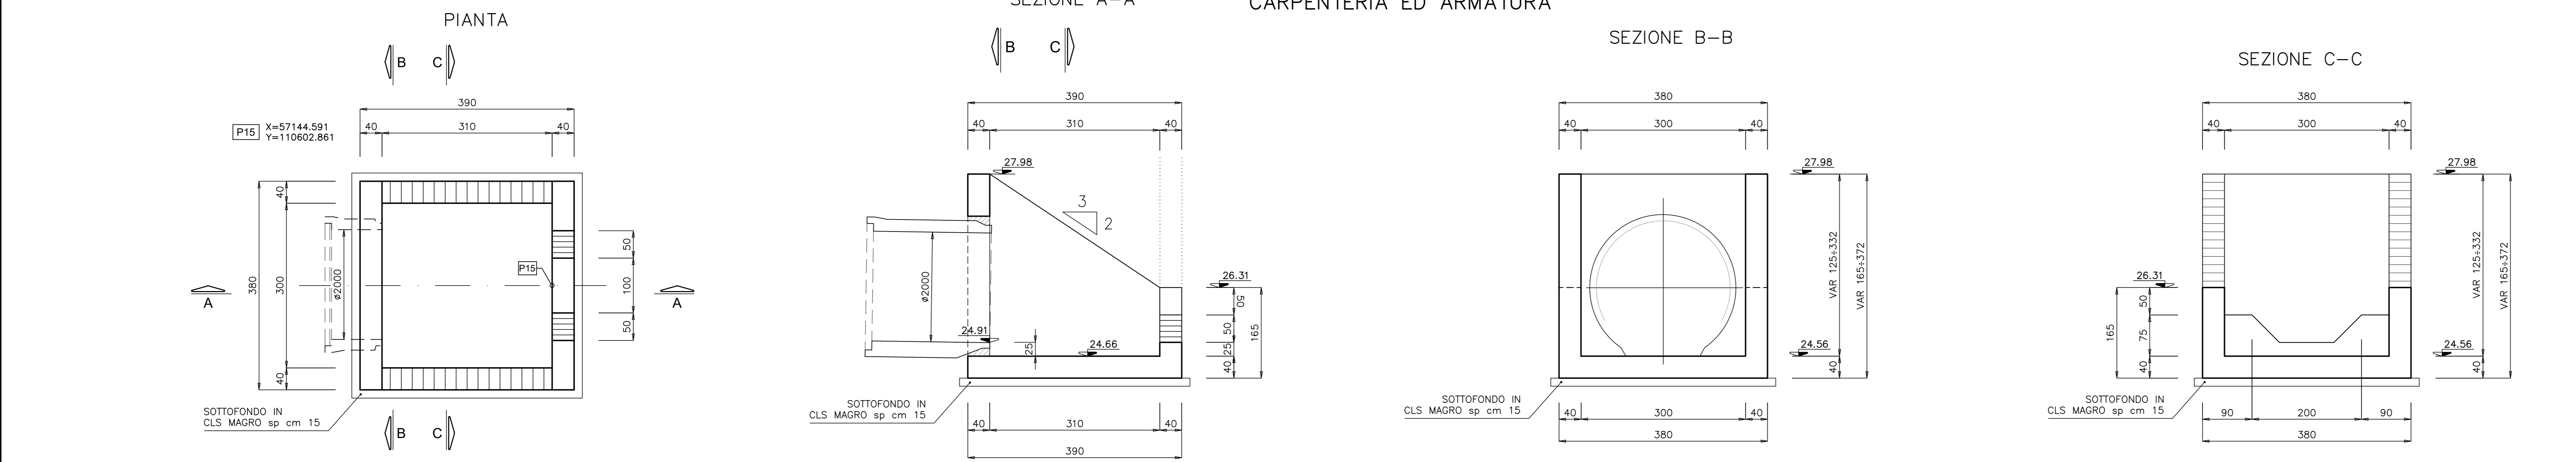 CARPENTERIA ED ARMATURA
PIANTA
B
C
390
40
310
40
P15
X=57144.591
Y=110602.861
380
40
300
40
ø2000
P15
50
100
50
A
A
SOTTOFONDO IN
CLS MAGRO sp cm 15
B
C
SEZIONE A-A
B
C
390
40
310
40
27.98
3
2
ø2000
26.31
24.91
25
24.66
50
50
25
40
165
SOTTOFONDO IN
CLS MAGRO sp cm 15
40
310
40
390
SEZIONE B-B
380
40
300
40
27.98
VAR 125÷332
VAR 165÷372
24.56
40
SOTTOFONDO IN
CLS MAGRO sp cm 15
40
300
40
380
SEZIONE C-C
380
40
300
40
27.98
26.31
165
50
75
40
VAR 125÷332
VAR 165÷372
24.56
40
SOTTOFONDO IN
CLS MAGRO sp cm 15
90
200
90
380